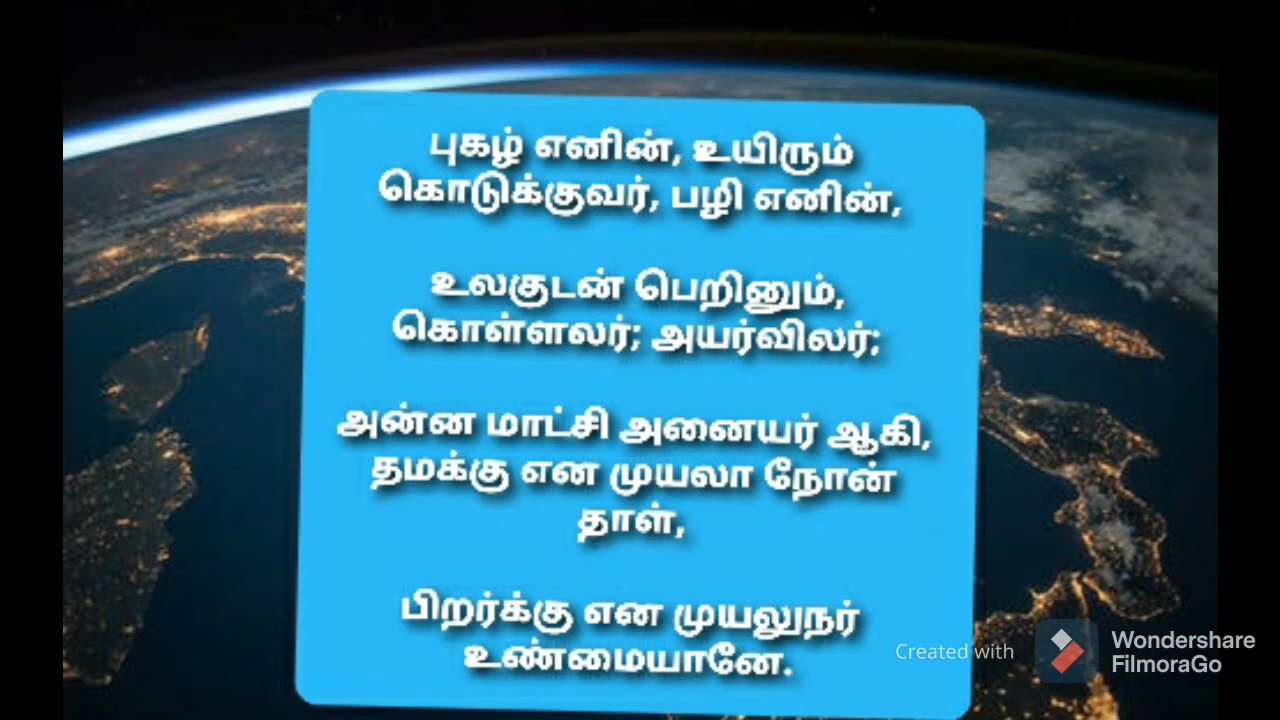 புகழ் எனின், உயிரும்
கொடுக்குவர், பழி எனின்,
உலகுடன் பெறினும்,
கொள்ளலர்; அயர்விலர்;
அன்ன மாட்சி அனையர் ஆகி,
தமக்கு என முயலா நோன்
தாள்,
பிறர்க்கு என முயலுநர்
உண்மையானே.
Created with
Wondershare
FilmoraGo